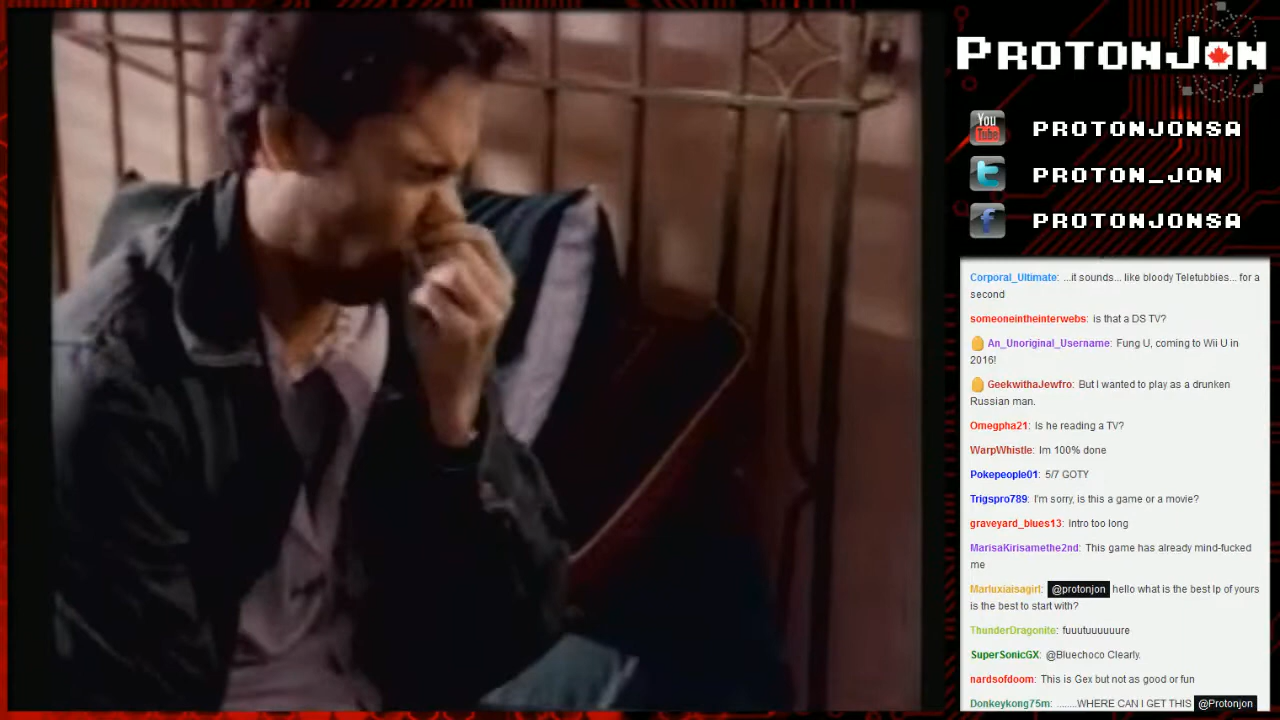 PROTONJON
YouTube
PROTONJONSA
PROTON_JON
PROTONJONSA
Corporal_Ultimate: ...it sounds... like bloody Teletubbies... for a
second
someoneintheinterwebs: is that a DS TV?
An_Unoriginal_Username: Fung U, coming to Wii U in
2016!
GeekwithaJewfro: But I wanted to play as a drunken
Russian man.
Omegpha21: Is he reading a TV?
WarpWhistle: Im 100% done
Pokepeople01: 5/7 GOTY
Trigspro789: I'm sorry, is this a game or a movie?
graveyard_blues13: Intro too long
MarisaKirisamethe2nd: This game has already mind-fucked
me
Marluxiaisagirl: @protonjon hello what is the best lp of yours
is the best to start with?
ThunderDragonite: fuuutuuuuuure
SuperSonicGX: @Bluechoco Clearly.
nardsofdoom: This is Gex but not as good or fun
Donkeykong75m: ........WHERE CAN I GET THIS @Protonjon